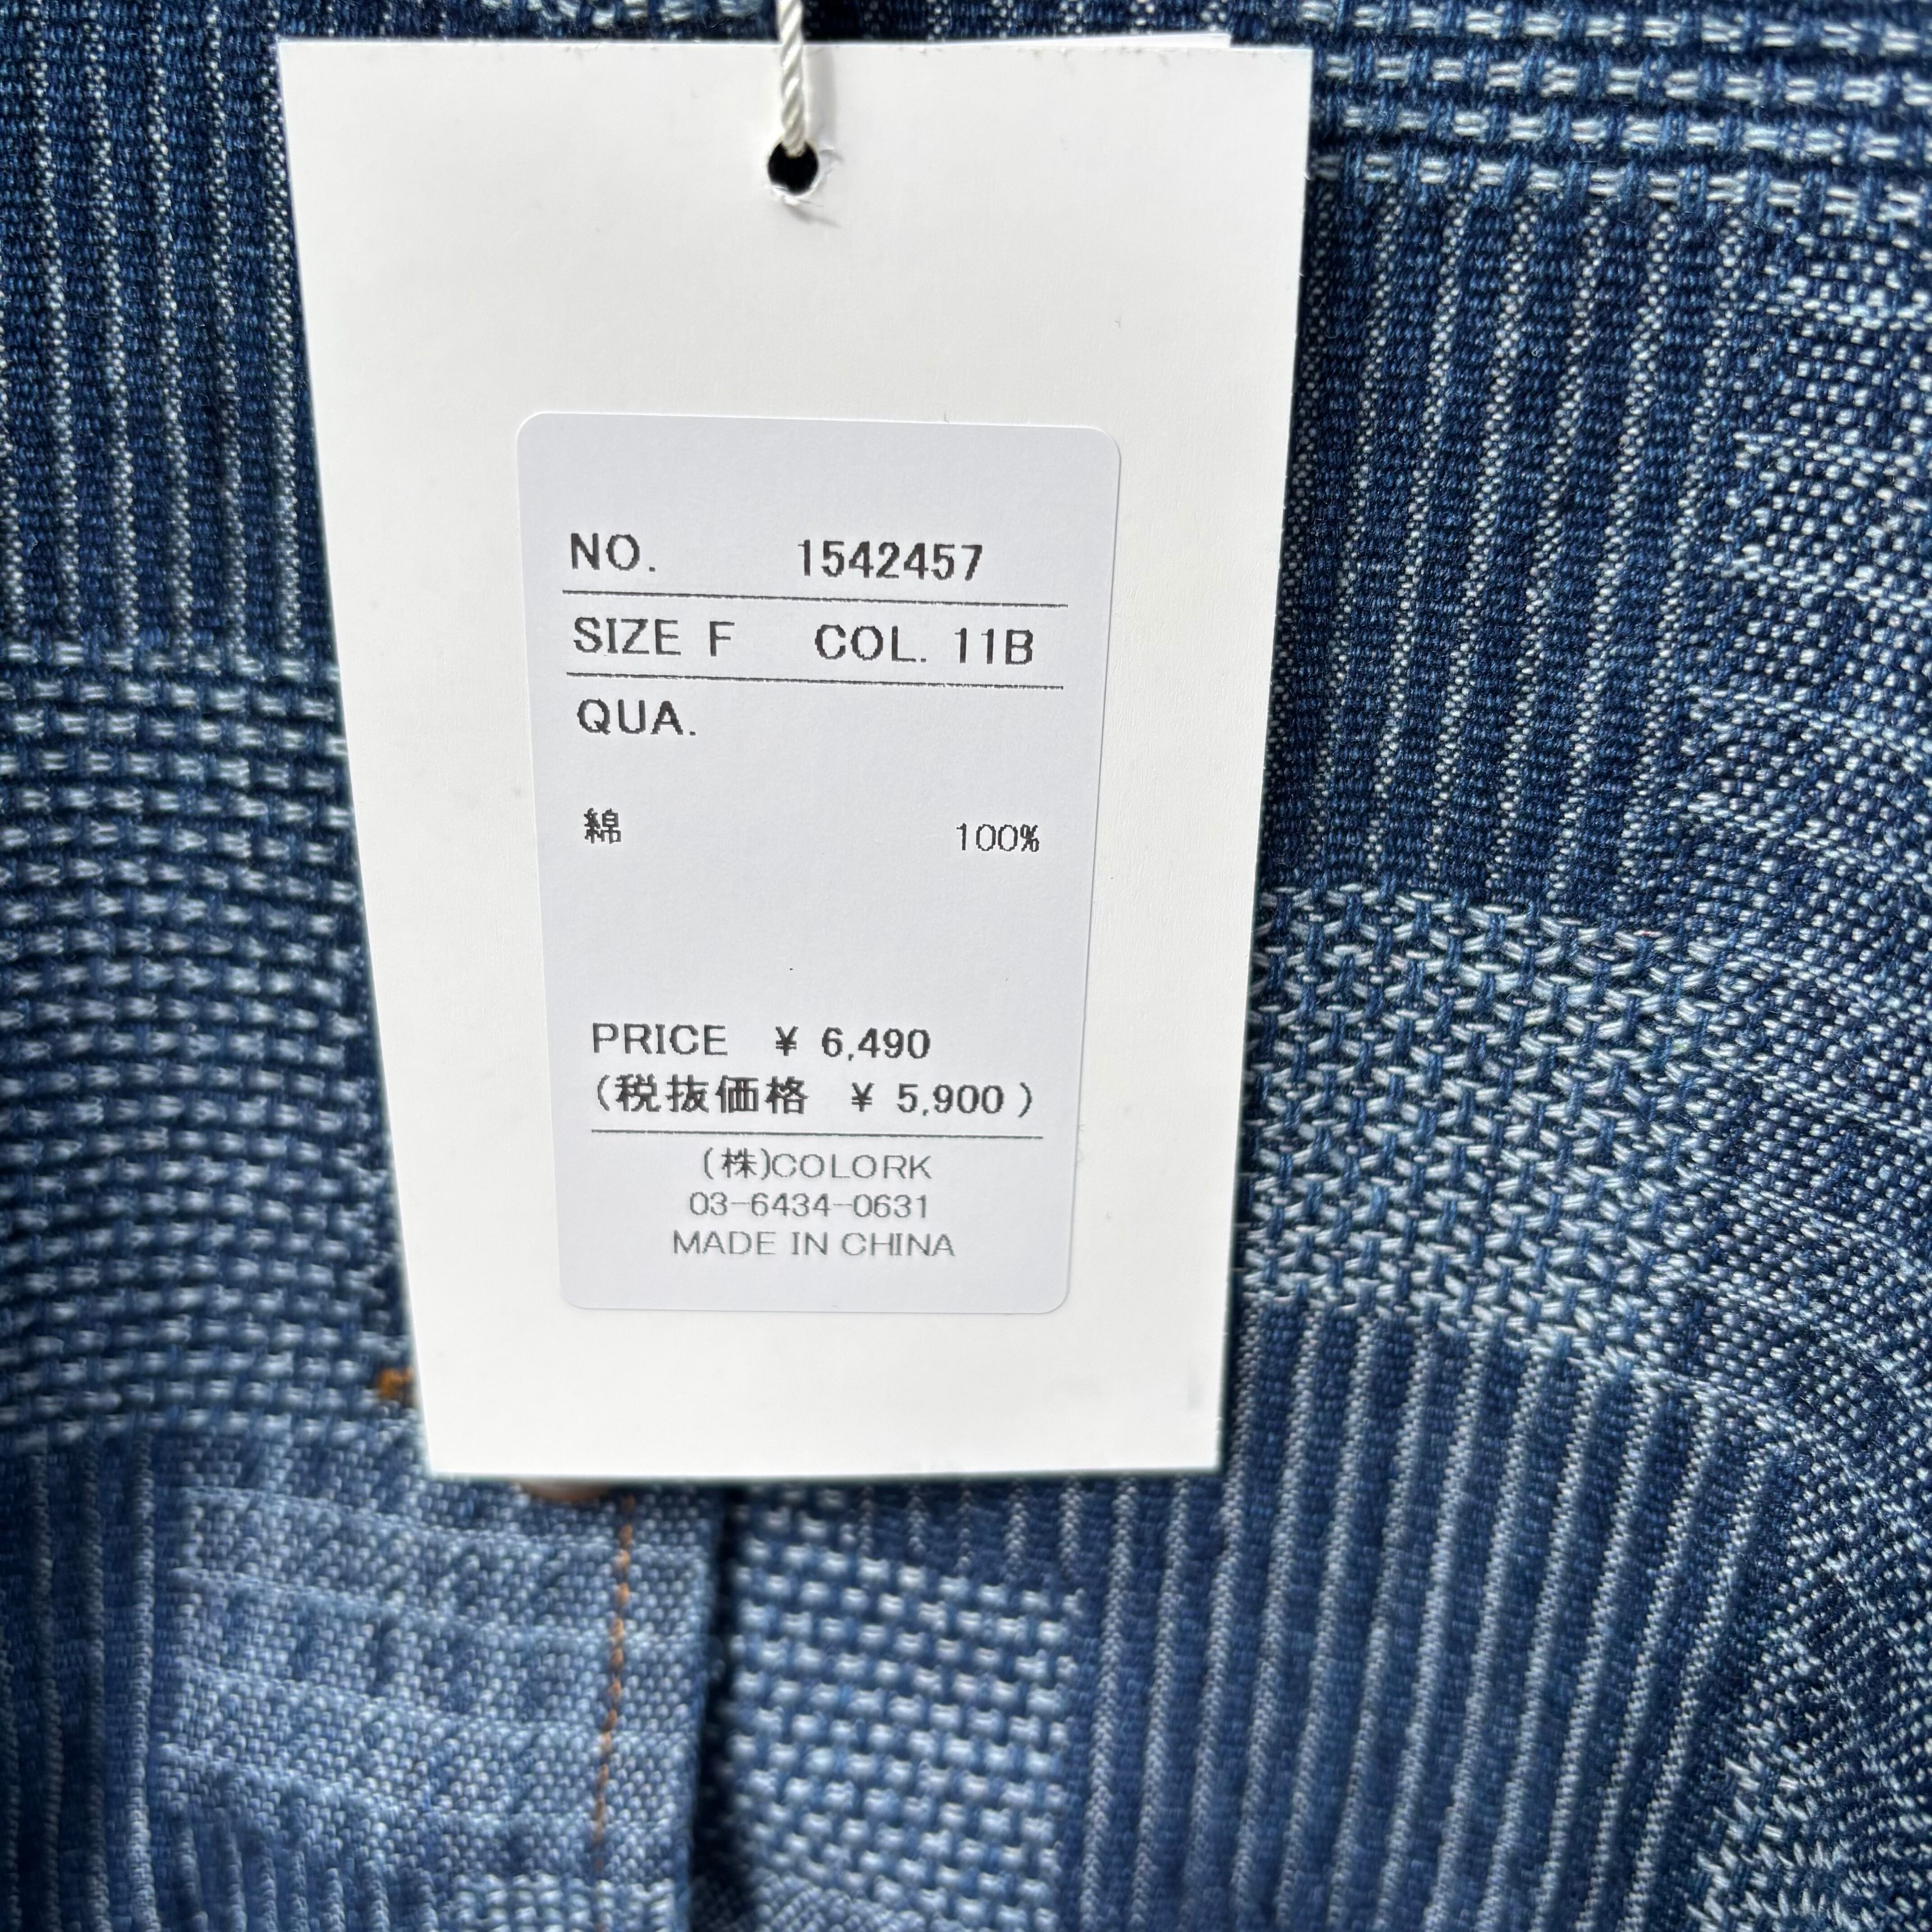 NO. 1542457
SIZE F COL. 11B
QUA.
綿 100%
PRICE ¥ 6,490
(税抜価格 ¥ 5,900)
(株)COLORK
03-6434-0631
MADE IN CHINA